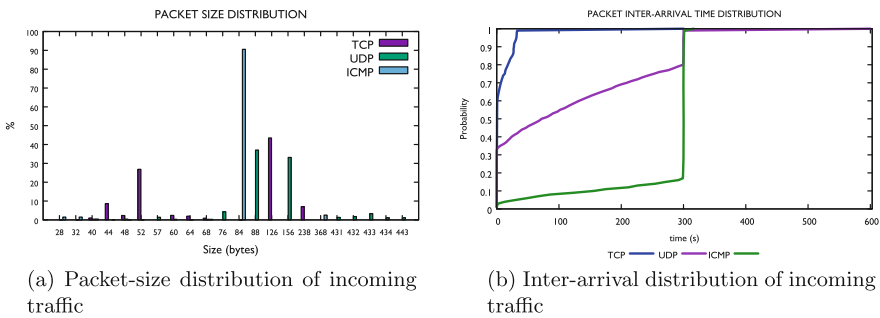 PACKET SIZE DISTRIBUTION
100
90
80
70
60
50
40
30
20
10
0
%
TCP
UDP
ICMP
28 32 40 44 48 52 57 60 64 68 76 84 88 126 156 238 368 431 432 433 434 443
Size (bytes)
(a) Packet-size distribution of incoming
traffic
PACKET INTER-ARRIVAL TIME DISTRIBUTION
1
0.9
0.8
0.7
0.6
0.5
0.4
0.3
0.2
0.1
0
Probability
0 100 200 300 400 500 600
time (s)
TCP UDP ICMP
(b) Inter-arrival distribution of incoming
traffic